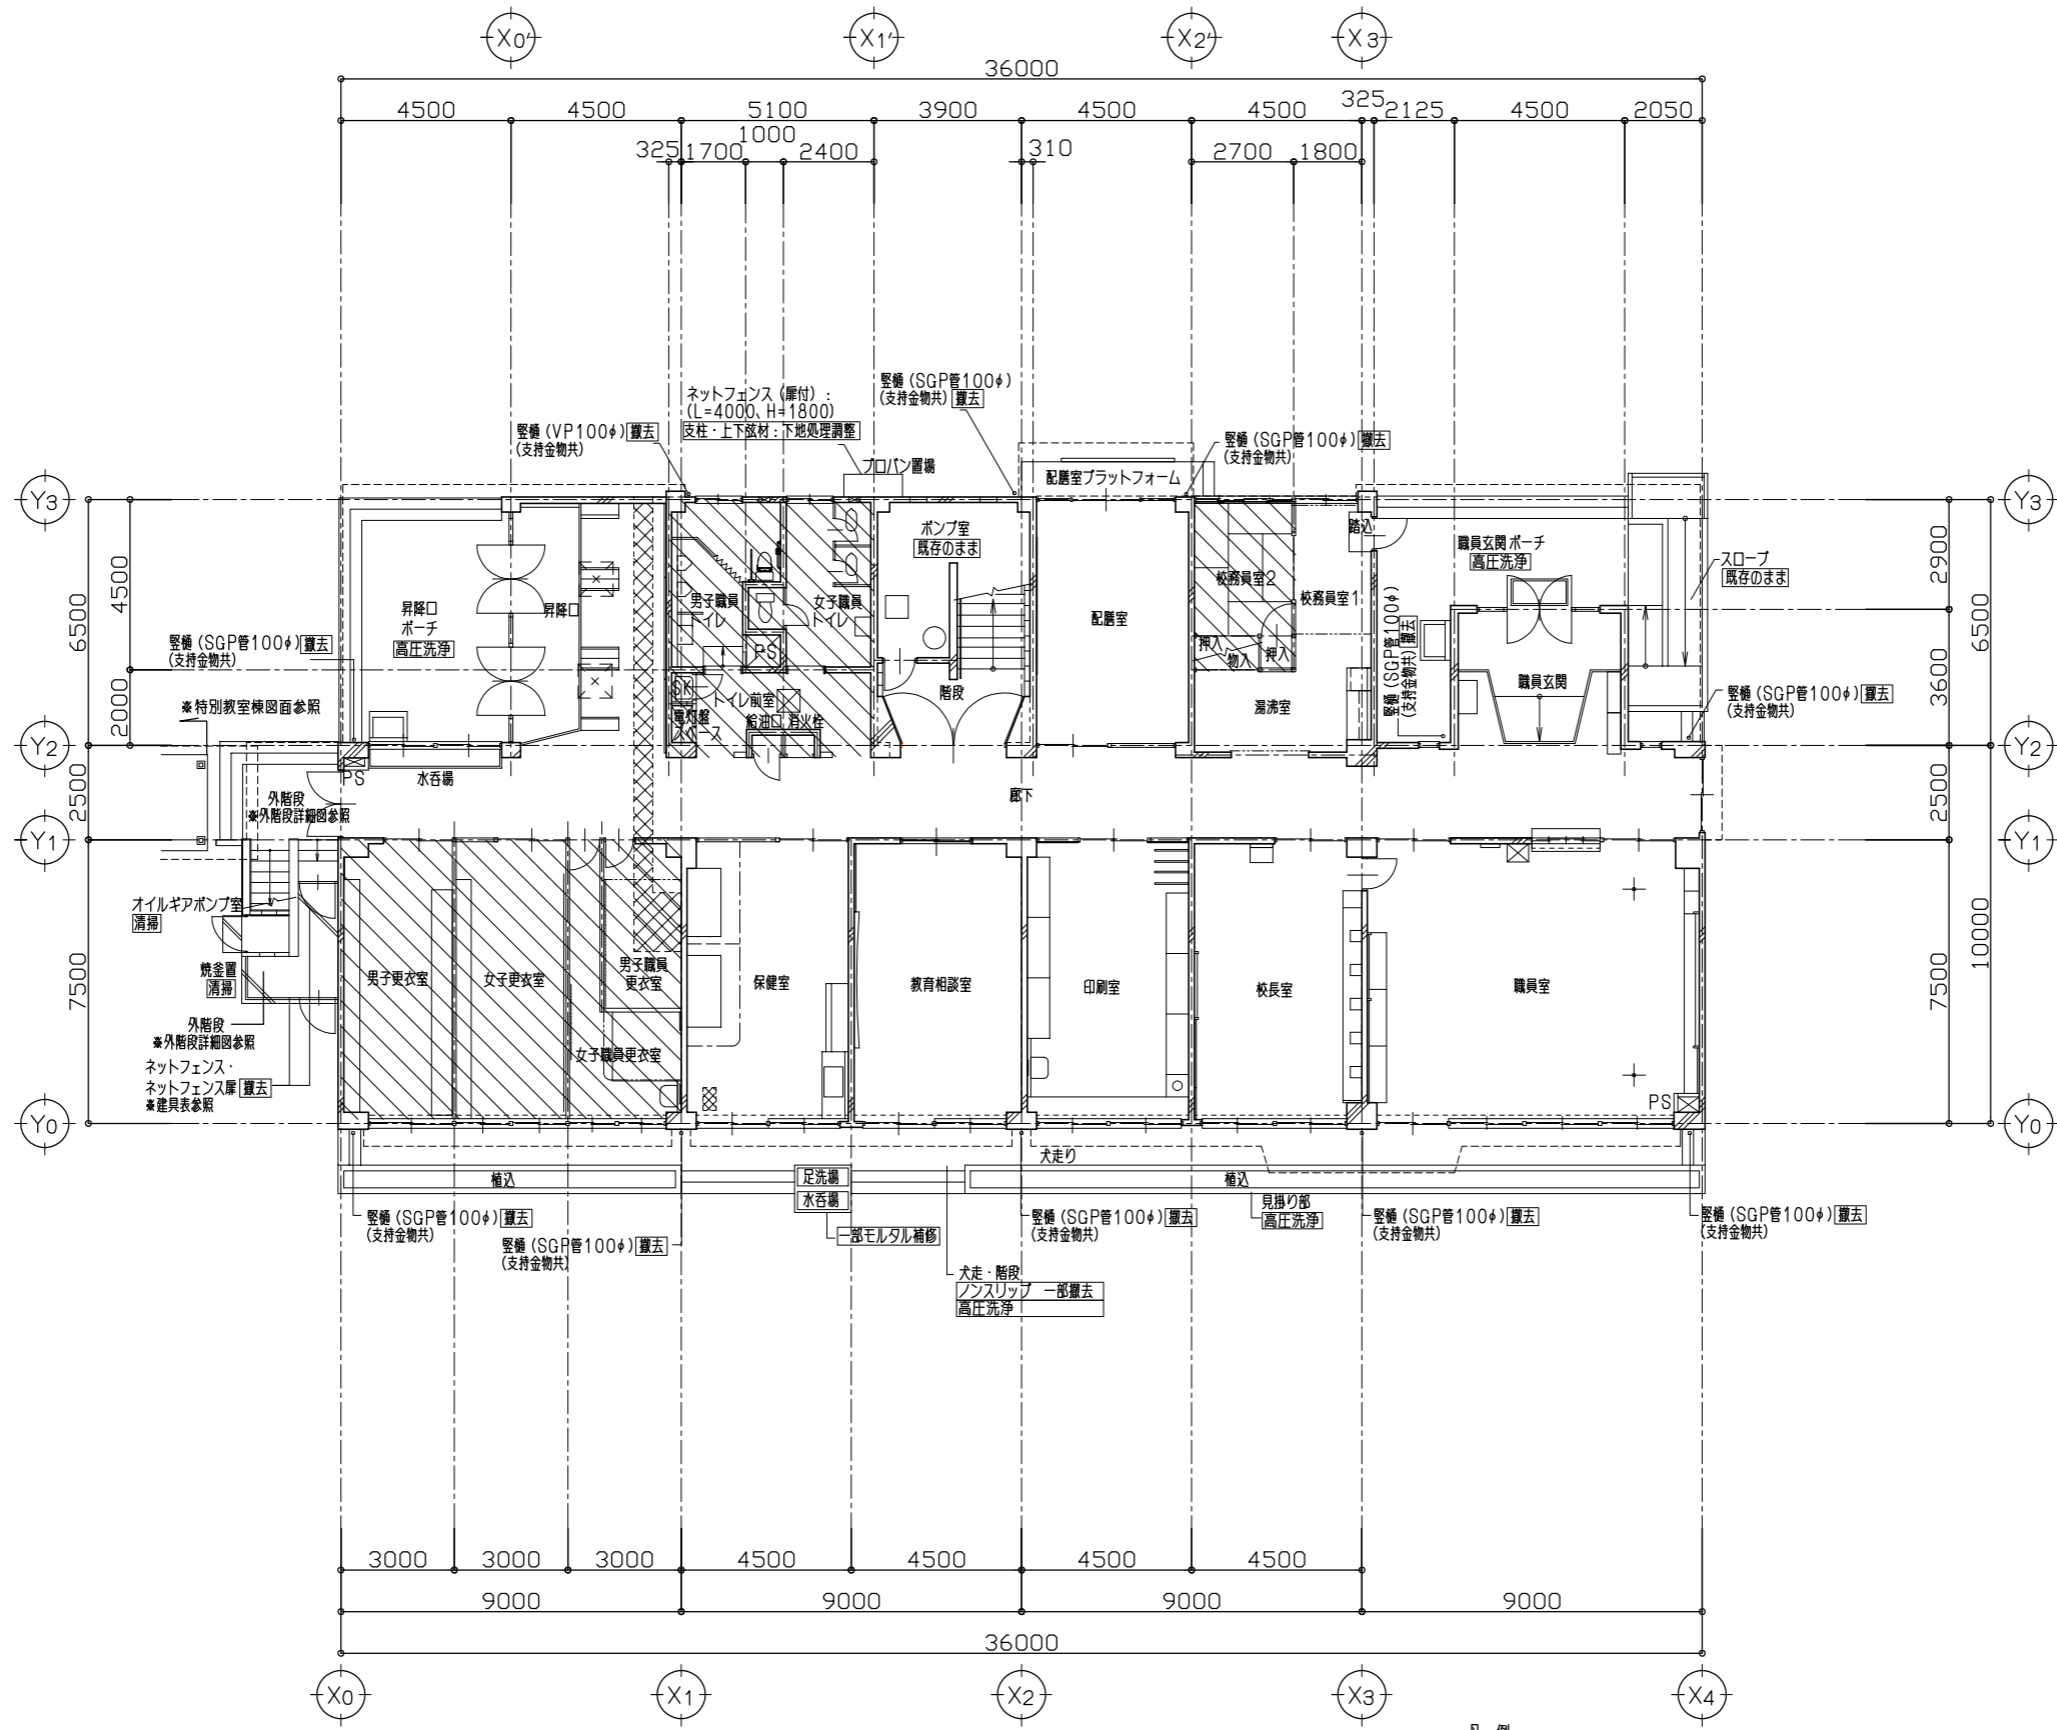 X0' X1' X2' X3
36000
4500 4500 5100 3900 4500 4500 325 2125 4500 2050
325 1700 1000 2400 310 2700 1800
竪樋(SGP管100φ)
(支持金物共) 撤去
ネットフェンス(扉付):
(L=4000、H=1800)
支柱・上下弦材:下地処理調整
竪樋(VP100φ) 撤去
(支持金物共)
竪樋(SGP管100φ) 撤去
(支持金物共)
プロパン置場
配膳室プラットフォーム
Y3 Y3
ポンプ室
既存のまま
踏込
職員玄関ポーチ
高圧洗浄
スロープ
既存のまま
4500
6500
2000
2900
3600
6500
昇降口
ポーチ
高圧洗浄
昇降口
男子職員
トイレ
女子職員
トイレ
PS
配膳室
校務員室2
校務員室1
押入
物入
押入
竪樋(SGP管100φ) 撤去
(支持金物共)
竪樋(SGP管100φ) 撤去
(支持金物共)
SK
トイレ前室
電灯盤
スペース
給油口
消火栓
階段
湯沸室
職員玄関
竪樋(SGP管100φ) 撤去
(支持金物共)
※特別教室棟図面参照
Y2 Y2
PS
水呑場
外階段
※外階段詳細図参照
廊下
2500
2500
Y1 Y1
オイルギアポンプ室
清掃
焼釜置
清掃
外階段
※外階段詳細図参照
ネットフェンス・
ネットフェンス扉 撤去
※建具表参照
7500
7500
10000
男子更衣室
女子更衣室
男子職員
更衣室
女子職員更衣室
保健室
教育相談室
印刷室
校長室
職員室
PS
Y0 Y0
犬走り
植込
足洗場
水呑場
植込
見掛り部
高圧洗浄
竪樋(SGP管100φ) 撤去
(支持金物共)
竪樋(SGP管100φ) 撤去
(支持金物共)
一部モルタル補修
竪樋(SGP管100φ) 撤去
(支持金物共)
竪樋(SGP管100φ) 撤去
(支持金物共)
竪樋(SGP管100φ) 撤去
(支持金物共)
犬走・階段
ノンスリップ 一部撤去
高圧洗浄
3000 3000 3000 4500 4500 4500 4500
9000 9000 9000 9000
36000
X0 X1 X2 X3 X4